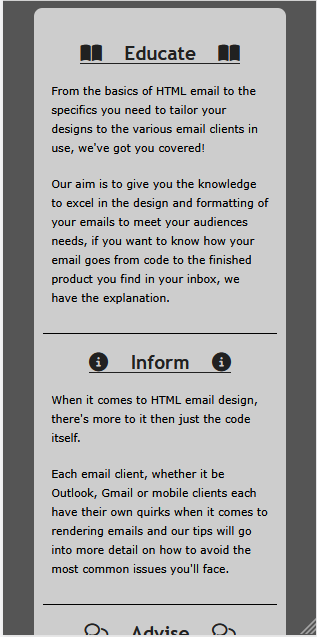 Educate
From the basics of HTML email to the
specifics you need to tailor your
designs to the various email clients in
use, we've got you covered!
Our aim is to give you the knowledge
to excel in the design and formatting of
your emails to meet your audiences
needs, if you want to know how your
email goes from code to the finished
product you find in your inbox, we
have the explanation.
Inform
When it comes to HTML email design,
there's more to it then just the code
itself.
Each email client, whether it be
Outlook, Gmail or mobile clients each
have their own quirks when it comes to
rendering emails and our tips will go
into more detail on how to avoid the
most common issues you'll face.
Advise